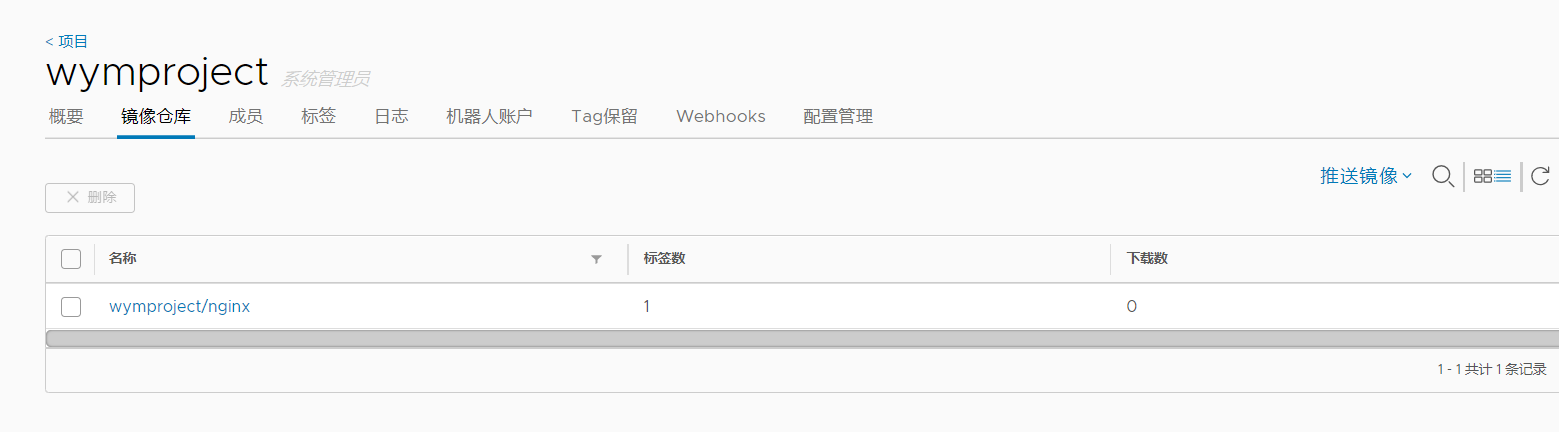 < 项目
wymproject 系统管理员
概要 镜像仓库 成员 标签 日志 机器人账户 Tag保留 Webhooks 配置管理
推送镜像
删除
名称 标签数 下载数
wymproject/nginx 1 0
1 - 1 共计 1 条记录